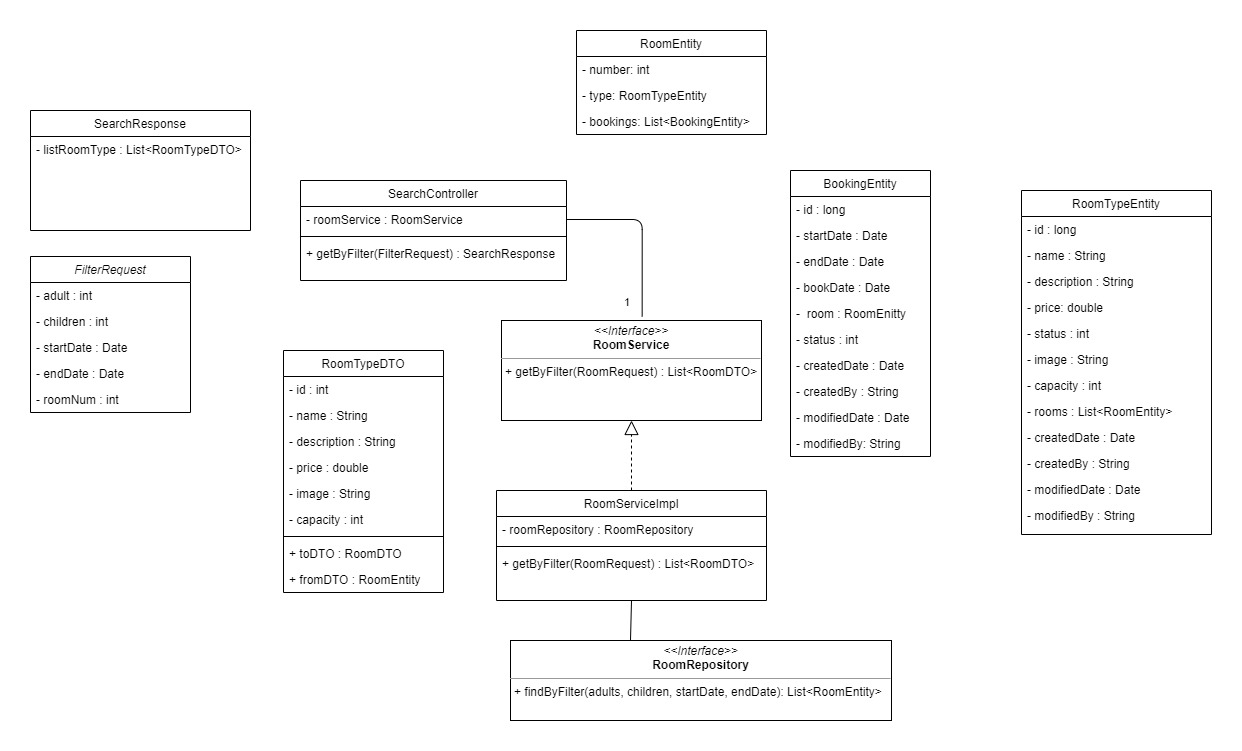 RoomEntity
- number: int
- type: RoomTypeEntity
- bookings: List<BookingEntity>
SearchResponse
- listRoomType : List<RoomTypeDTO>
SearchController
- roomService : RoomService
+ getByFilter(FilterRequest) : SearchResponse
BookingEntity
- id : long
- startDate : Date
- endDate : Date
- bookDate : Date
- room : RoomEnitty
- status : int
- createdDate : Date
- createdBy : String
- modifiedDate : Date
- modifiedBy: String
RoomTypeEntity
- id : long
- name : String
- description : String
- price: double
- status : int
- image : String
- capacity : int
- rooms : List<RoomEntity>
- createdDate : Date
- createdBy : String
- modifiedDate : Date
- modifiedBy : String
FilterRequest
- adult : int
- children : int
- startDate : Date
- endDate : Date
- roomNum : int
1
<<Interface>>
RoomService
+ getByFilter(RoomRequest) : List<RoomDTO>
RoomTypeDTO
- id : int
- name : String
- description : String
- price : double
- image : String
- capacity : int
+ toDTO : RoomDTO
+ fromDTO : RoomEntity
RoomServiceImpl
- roomRepository : RoomRepository
+ getByFilter(RoomRequest) : List<RoomDTO>
<<Interface>>
RoomRepository
+ findByFilter(adults, children, startDate, endDate): List<RoomEntity>